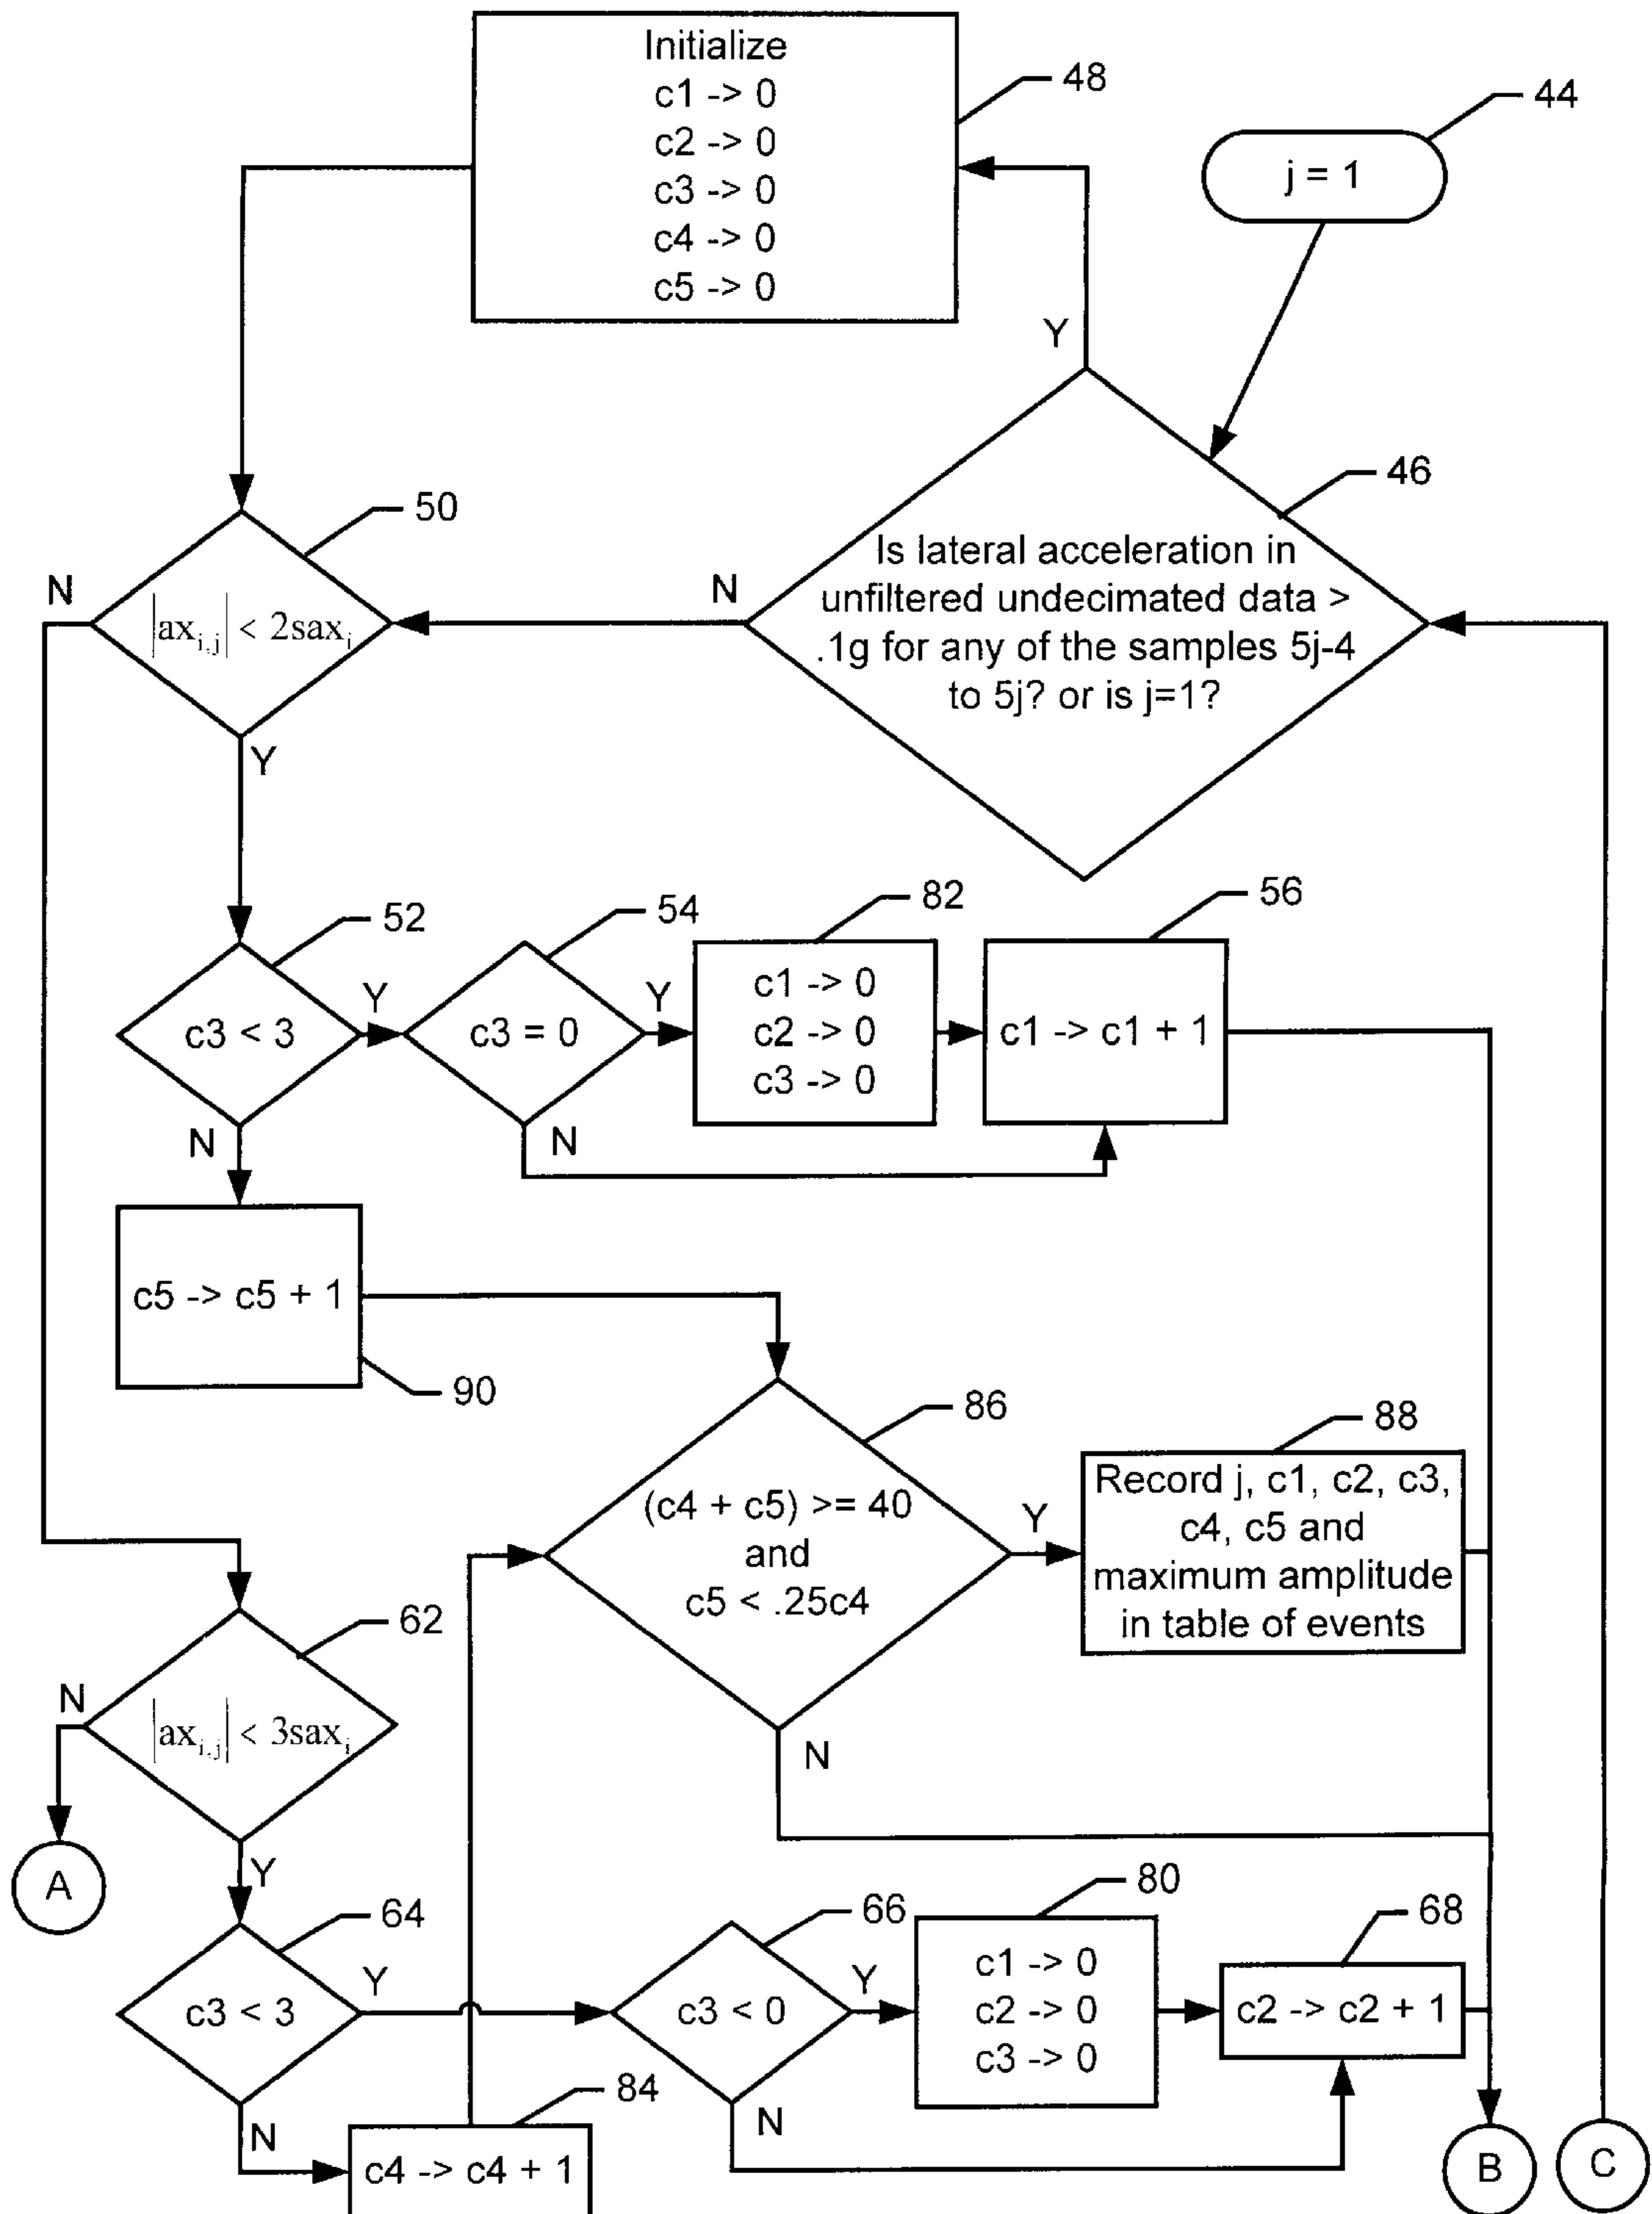 Initialize
c1 -> 0
c2 -> 0
c3 -> 0
c4 -> 0
c5 -> 0
48
44
j = 1
Y
46
Is lateral acceleration in
unfiltered undecimated data >
.1g for any of the samples 5j-4
to 5j? or is j=1?
N
50
N
|ax_{i,j}| < 2sax_i
Y
52
c3 < 3
Y
54
c3 = 0
Y
82
c1 -> 0
c2 -> 0
c3 -> 0
56
c1 -> c1 + 1
N
N
c5 -> c5 + 1
90
86
(c4 + c5) >= 40
and
c5 < .25c4
Y
88
Record j, c1, c2, c3,
c4, c5 and
maximum amplitude
in table of events
N
62
N
|ax_{i,j}| < 3sax_i
A
Y
64
c3 < 3
Y
66
c3 < 0
Y
80
c1 -> 0
c2 -> 0
c3 -> 0
68
c2 -> c2 + 1
N
N
84
c4 -> c4 + 1
B
C